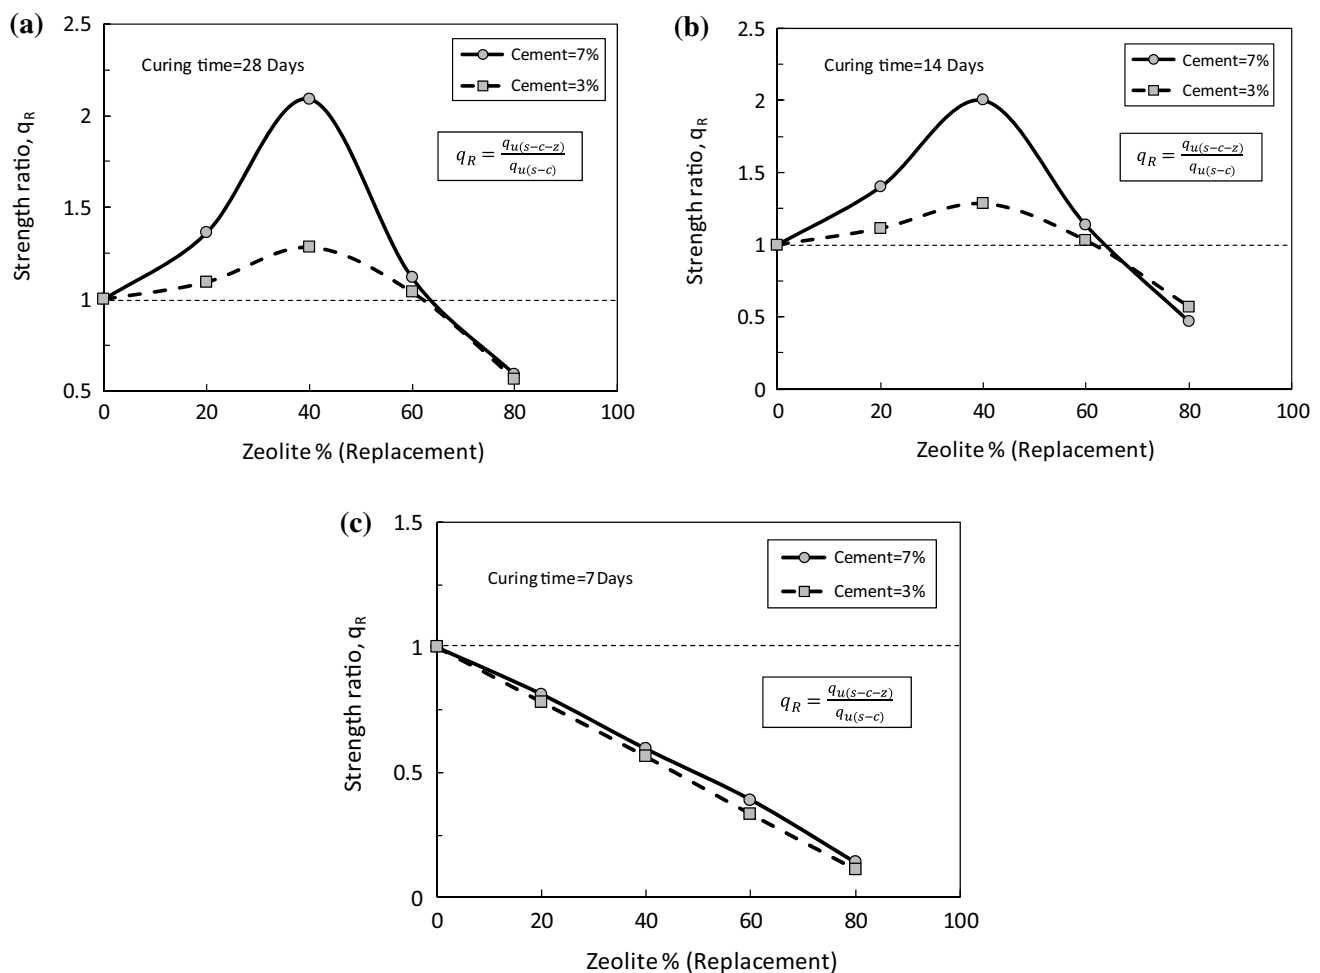 (a)
2.5
2
1.5
1
0.5
0 20 40 60 80 100
Strength ratio, qR
Zeolite % (Replacement)
Curing time=28 Days
Cement=7%
Cement=3%
qR = qu(s−c−z) / qu(s−c)
(b)
2.5
2
1.5
1
0.5
0
0 20 40 60 80 100
Strength ratio, qR
Zeolite % (Replacement)
Curing time=14 Days
Cement=7%
Cement=3%
qR = qu(s−c−z) / qu(s−c)
(c)
1.5
1
0.5
0
0 20 40 60 80 100
Strength ratio, qR
Zeolite % (Replacement)
Curing time=7 Days
Cement=7%
Cement=3%
qR = qu(s−c−z) / qu(s−c)